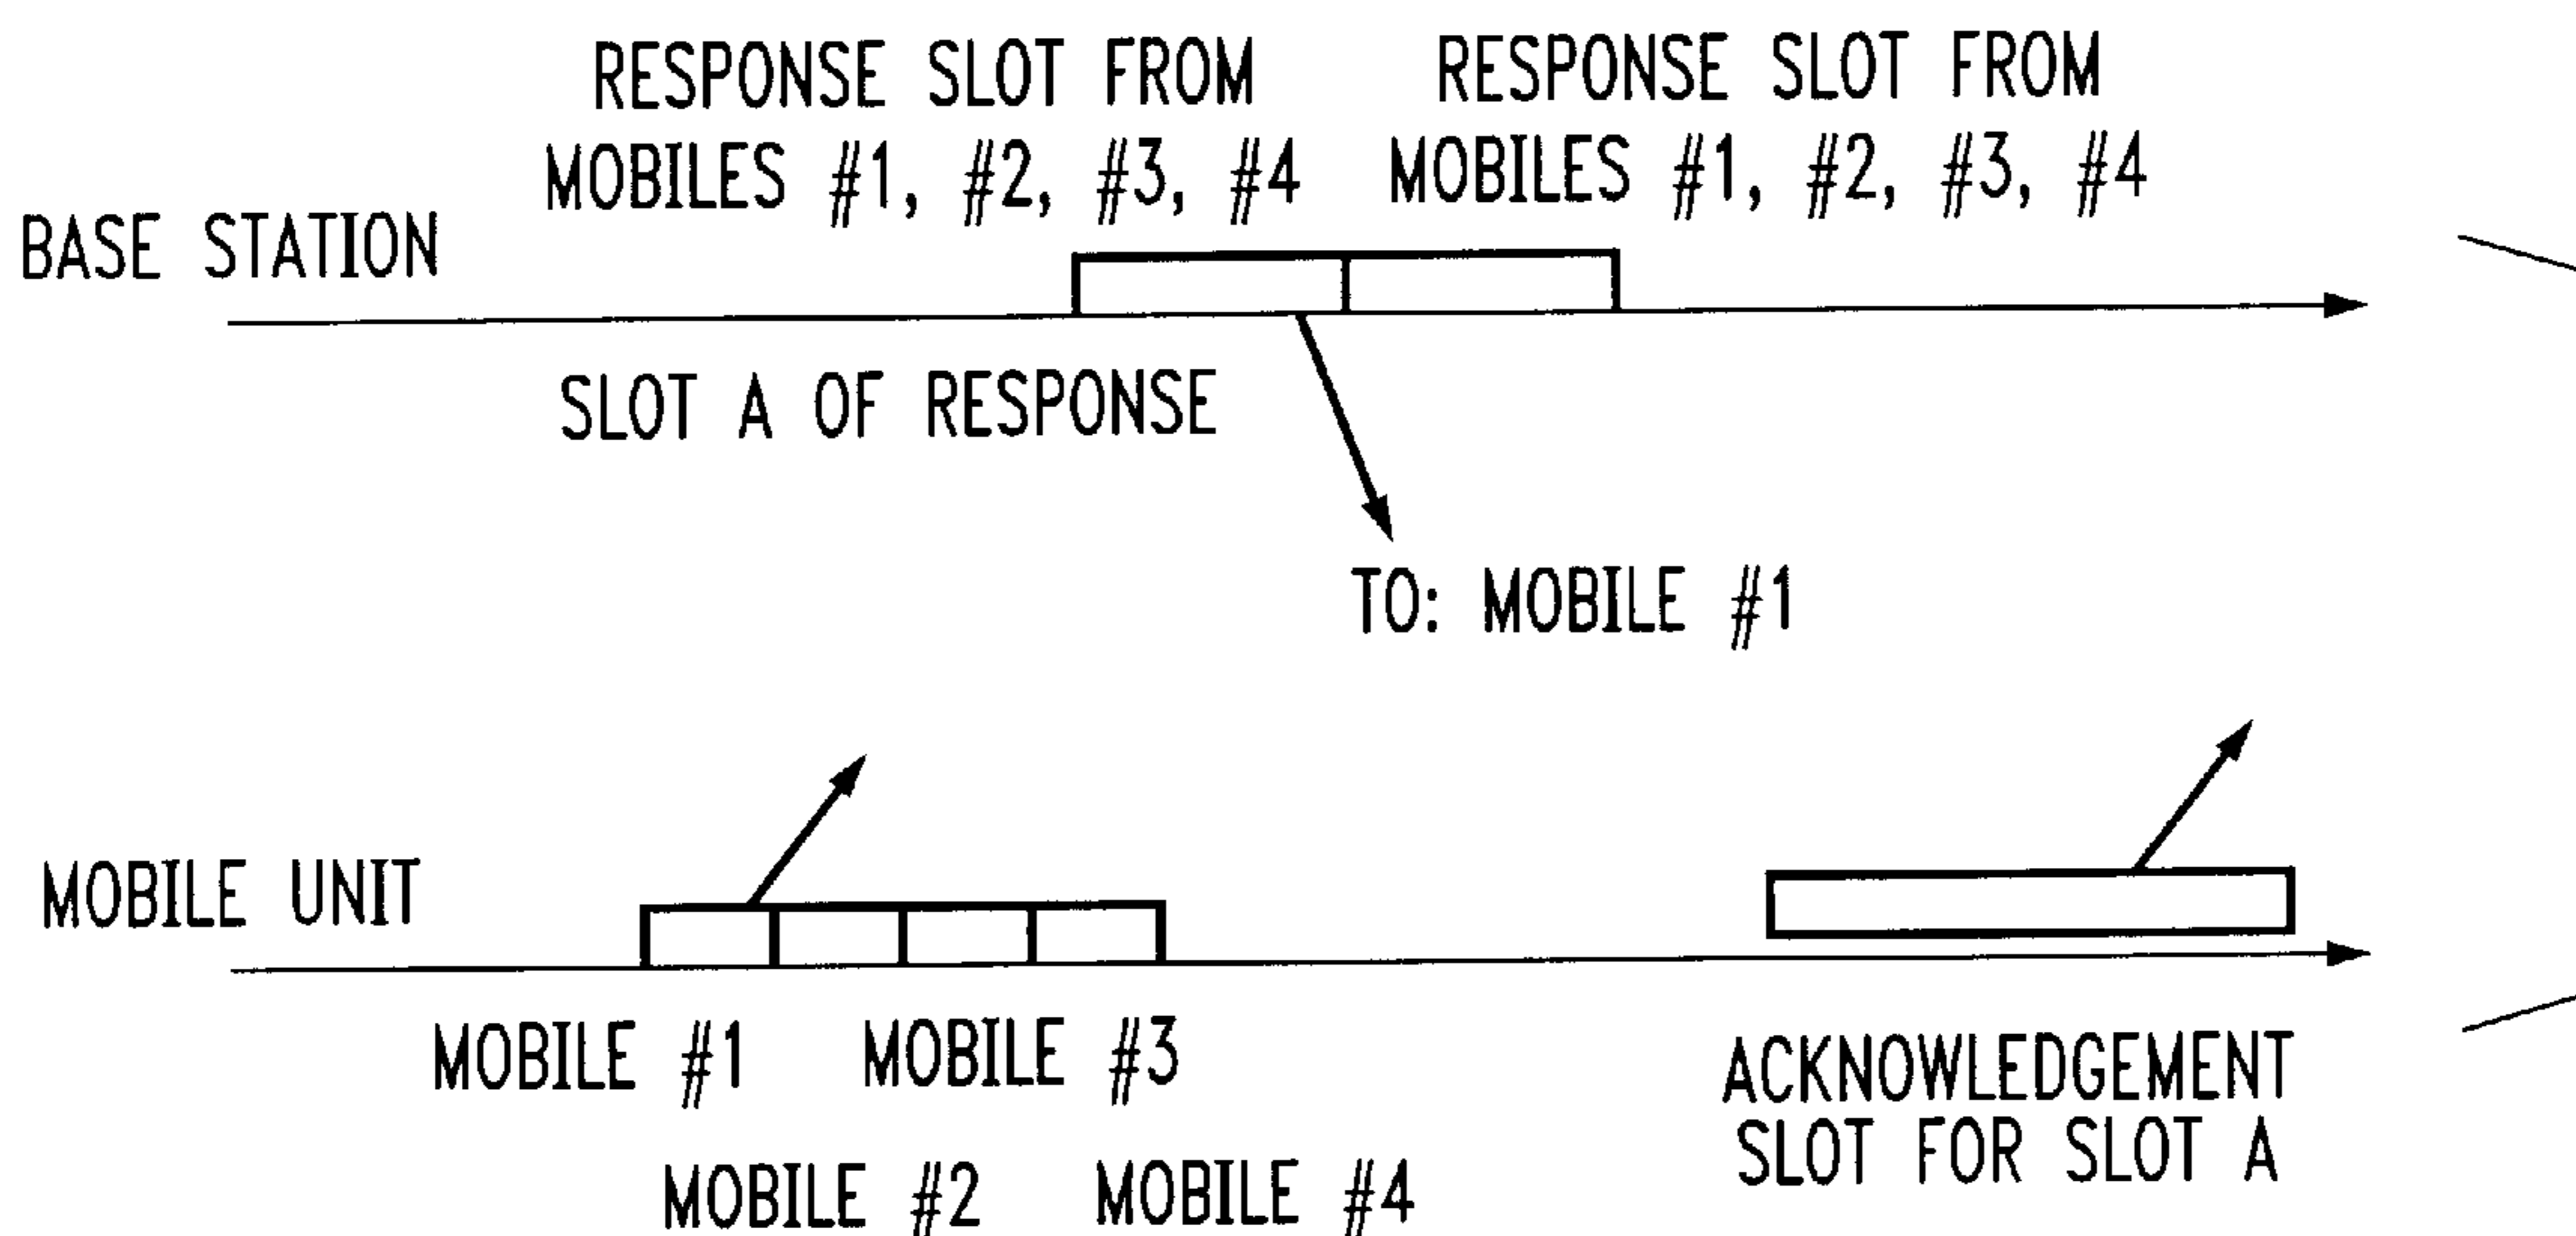 RESPONSE SLOT FROM
MOBILES #1, #2, #3, #4
RESPONSE SLOT FROM
MOBILES #1, #2, #3, #4
BASE STATION
SLOT A OF RESPONSE
TO: MOBILE #1
MOBILE UNIT
MOBILE #1
MOBILE #3
MOBILE #2
MOBILE #4
ACKNOWLEDGEMENT
SLOT FOR SLOT A